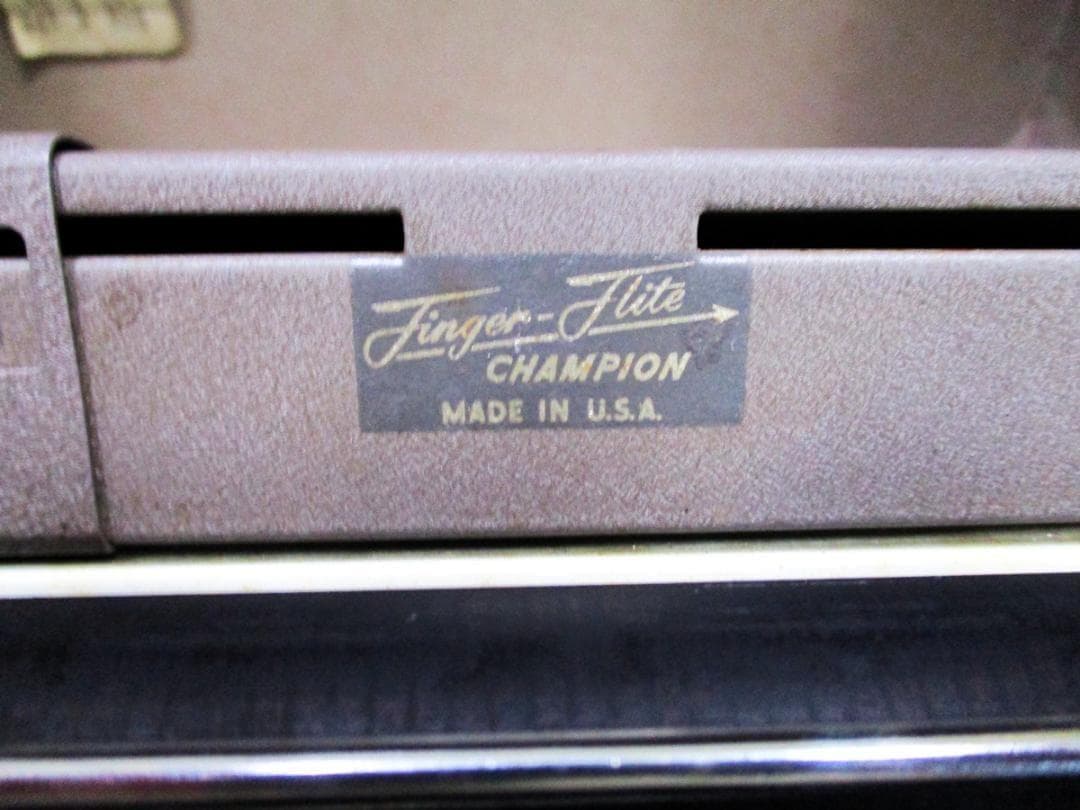 Finger-Flite
CHAMPION
MADE IN U.S.A.